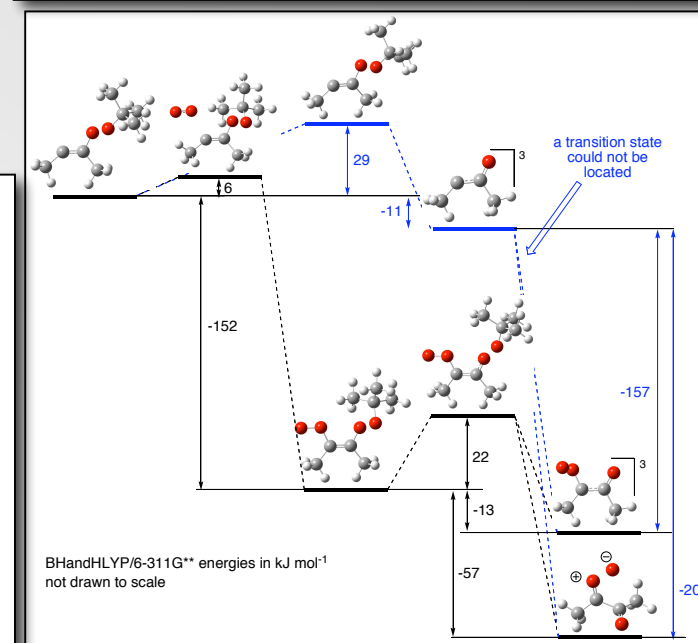 3
a transition state
could not be
located
29
6
-11
-152
-157
22
3
-13
-57
⊖
⊕
-20
BHandHLYP/6-311G** energies in kJ mol-1
not drawn to scale